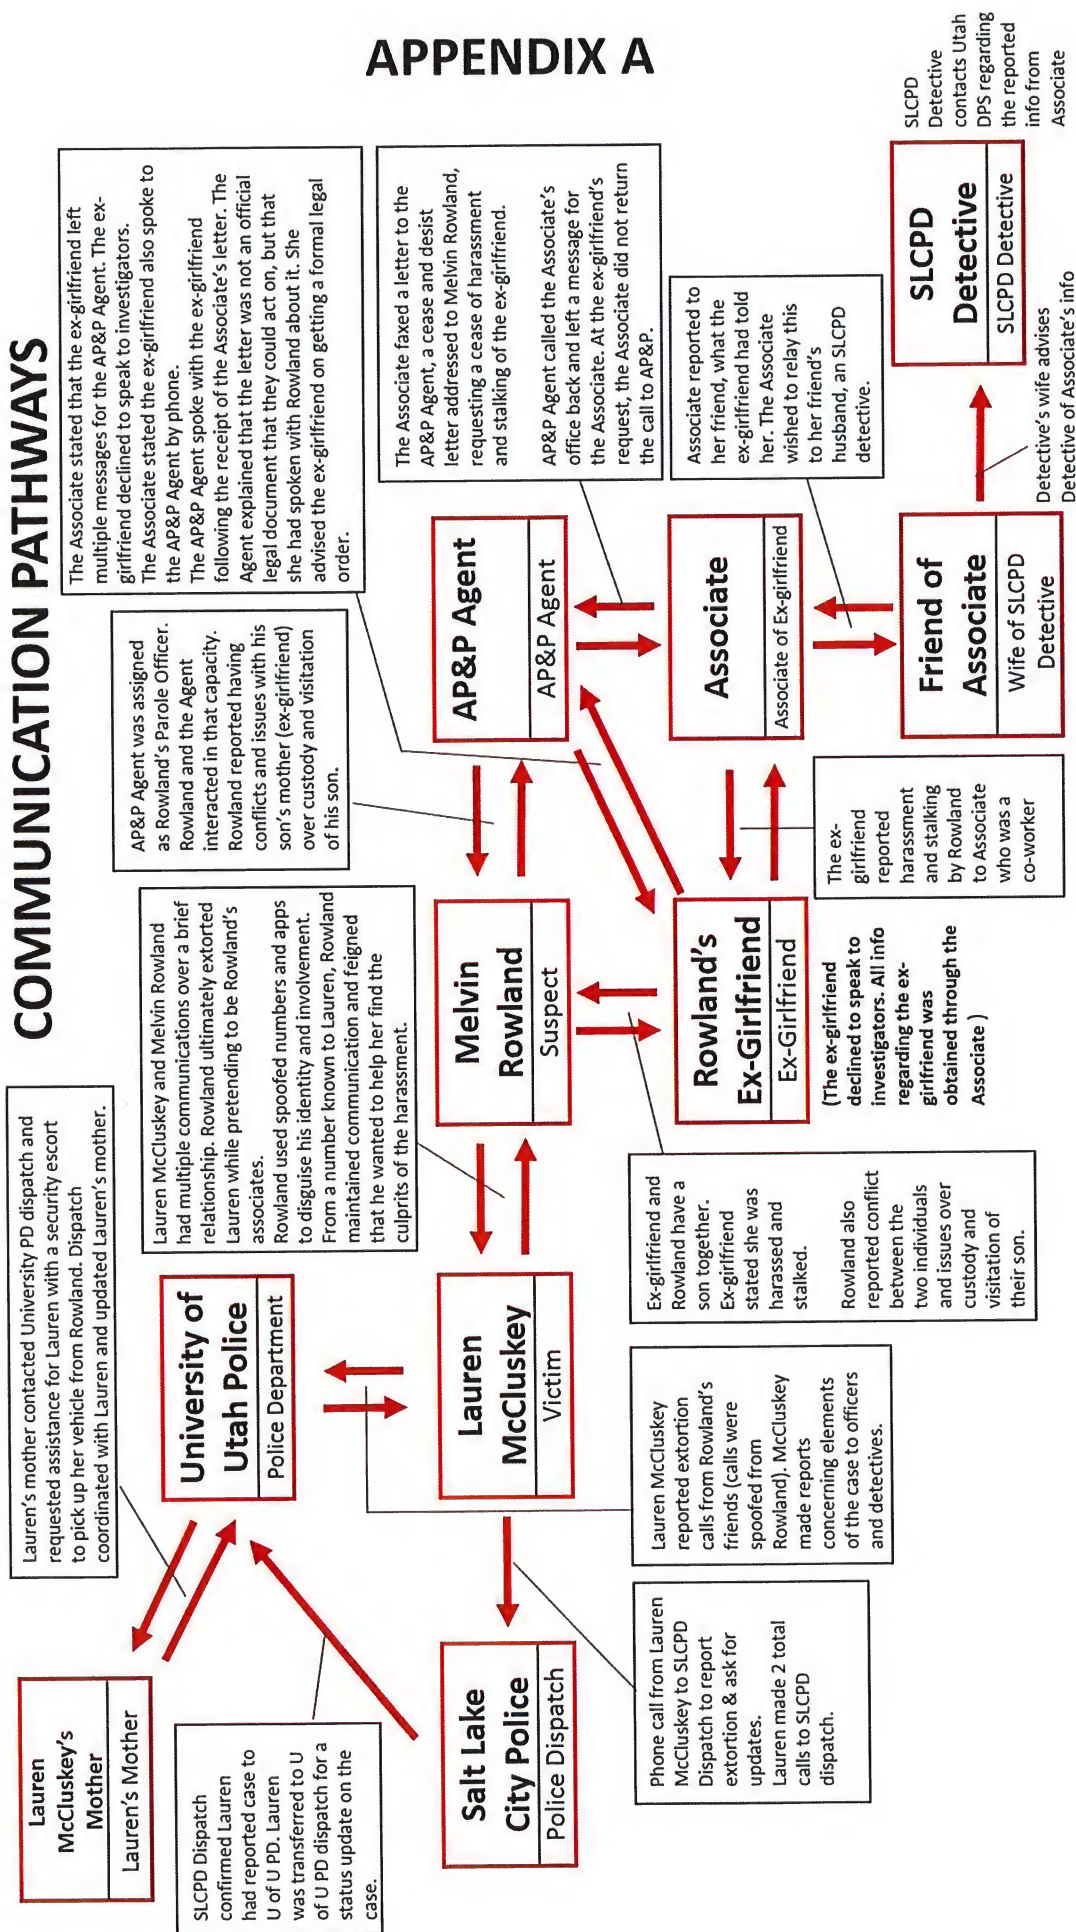 APPENDIX A
COMMUNICATION PATHWAYS
Lauren
McCluskey's
Mother
Lauren's Mother
Lauren's mother contacted University PD dispatch and
requested assistance for Lauren with a security escort
to pick up her vehicle from Rowland. Dispatch
coordinated with Lauren and updated Lauren's mother.
SLCPD Dispatch
confirmed Lauren
had reported case to
U of U PD. Lauren
was transferred to U
of U PD dispatch for a
status update on the
case.
University of
Utah Police
Police Department
Lauren McCluskey and Melvin Rowland
had multiple communications over a brief
relationship. Rowland ultimately extorted
Lauren while pretending to be Rowland's
associates.
Rowland used spoofed numbers and apps
to disguise his identity and involvement.
From a number known to Lauren, Rowland
maintained communication and feigned
that he wanted to help her find the
culprits of the harassment.
AP&P Agent was assigned
as Rowland's Parole Officer.
Rowland and the Agent
interacted in that capacity.
Rowland reported having
conflicts and issues with his
son's mother (ex-girlfriend)
over custody and visitation
of his son.
The Associate stated that the ex-girlfriend left
multiple messages for the AP&P Agent. The ex-
girlfriend declined to speak to investigators.
The Associate stated the ex-girlfriend also spoke to
the AP&P Agent by phone.
The AP&P Agent spoke with the ex-girlfriend
following the receipt of the Associate's letter. The
Agent explained that the letter was not an official
legal document that they could act on, but that
she had spoken with Rowland about it. She
advised the ex-girlfriend on getting a formal legal
order.
Salt Lake
City Police
Police Dispatch
Lauren
McCluskey
Victim
Melvin
Rowland
Suspect
AP&P Agent
AP&P Agent
The Associate faxed a letter to the
AP&P Agent, a cease and desist
letter addressed to Melvin Rowland,
requesting a cease of harassment
and stalking of the ex-girlfriend.
AP&P Agent called the Associate's
office back and left a message for
the Associate. At the ex-girlfriend's
request, the Associate did not return
the call to AP&P.
Phone call from Lauren
McCluskey to SLCPD
Dispatch to report
extortion & ask for
updates.
Lauren made 2 total
calls to SLCPD
dispatch.
Lauren McCluskey
reported extortion
calls from Rowland's
friends (calls were
spoofed from
Rowland). McCluskey
made reports
concerning elements
of the case to officers
and detectives.
Ex-girlfriend and
Rowland have a
son together.
Ex-girlfriend
stated she was
harassed and
stalked.
Rowland also
reported conflict
between the
two individuals
and issues over
custody and
visitation of
their son.
Rowland's
Ex-Girlfriend
Ex-Girlfriend
(The ex-girlfriend
declined to speak to
investigators. All info
regarding the ex-
girlfriend was
obtained through the
Associate )
Associate
Associate of Ex-girlfriend
Associate reported to
her friend, what the
ex-girlfriend had told
her. The Associate
wished to relay this
to her friend's
husband, an SLCPD
detective.
The ex-
girlfriend
reported
harassment
and stalking
by Rowland
to Associate
who was a
co-worker
Friend of
Associate
Wife of SLCPD
Detective
Detective's wife advises
Detective of Associate's info
SLCPD
Detective
SLCPD Detective
SLCPD
Detective
contacts Utah
DPS regarding
the reported
info from
Associate